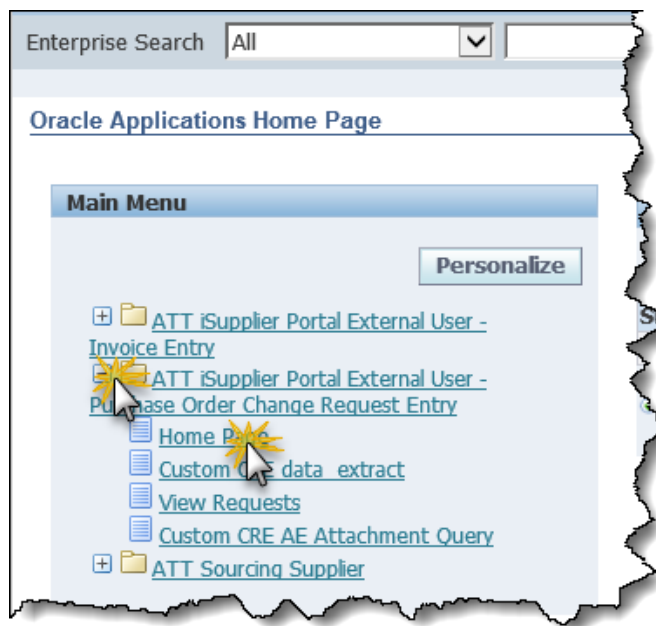 Enterprise Search All
Oracle Applications Home Page
Main Menu
Personalize
ATT iSupplier Portal External User -
Invoice Entry
ATT iSupplier Portal External User -
Purchase Order Change Request Entry
Home Page
Custom CRE data extract
View Requests
Custom CRE AE Attachment Query
ATT Sourcing Supplier